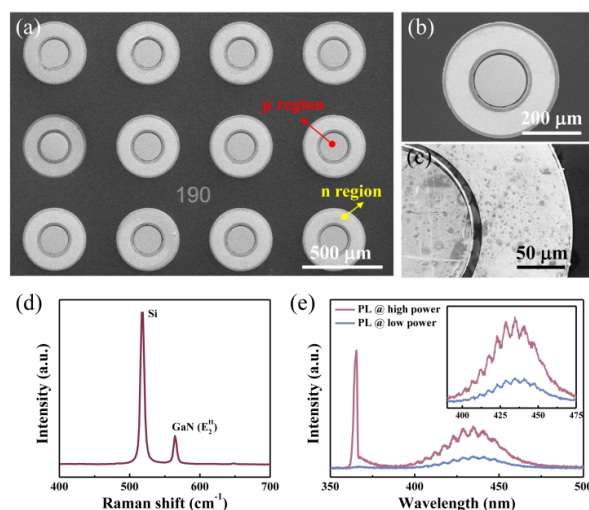 (a)
p region
190
n region
500 μm
(b)
200 μm
(c)
50 μm
(d)
Si
GaN (E₂ᴴ)
Intensity (a.u.)
400 500 600 700
Raman shift (cm⁻¹)
(e)
PL @ high power
PL @ low power
400 425 450 475
Intensity (a.u.)
350 400 450 500
Wavelength (nm)